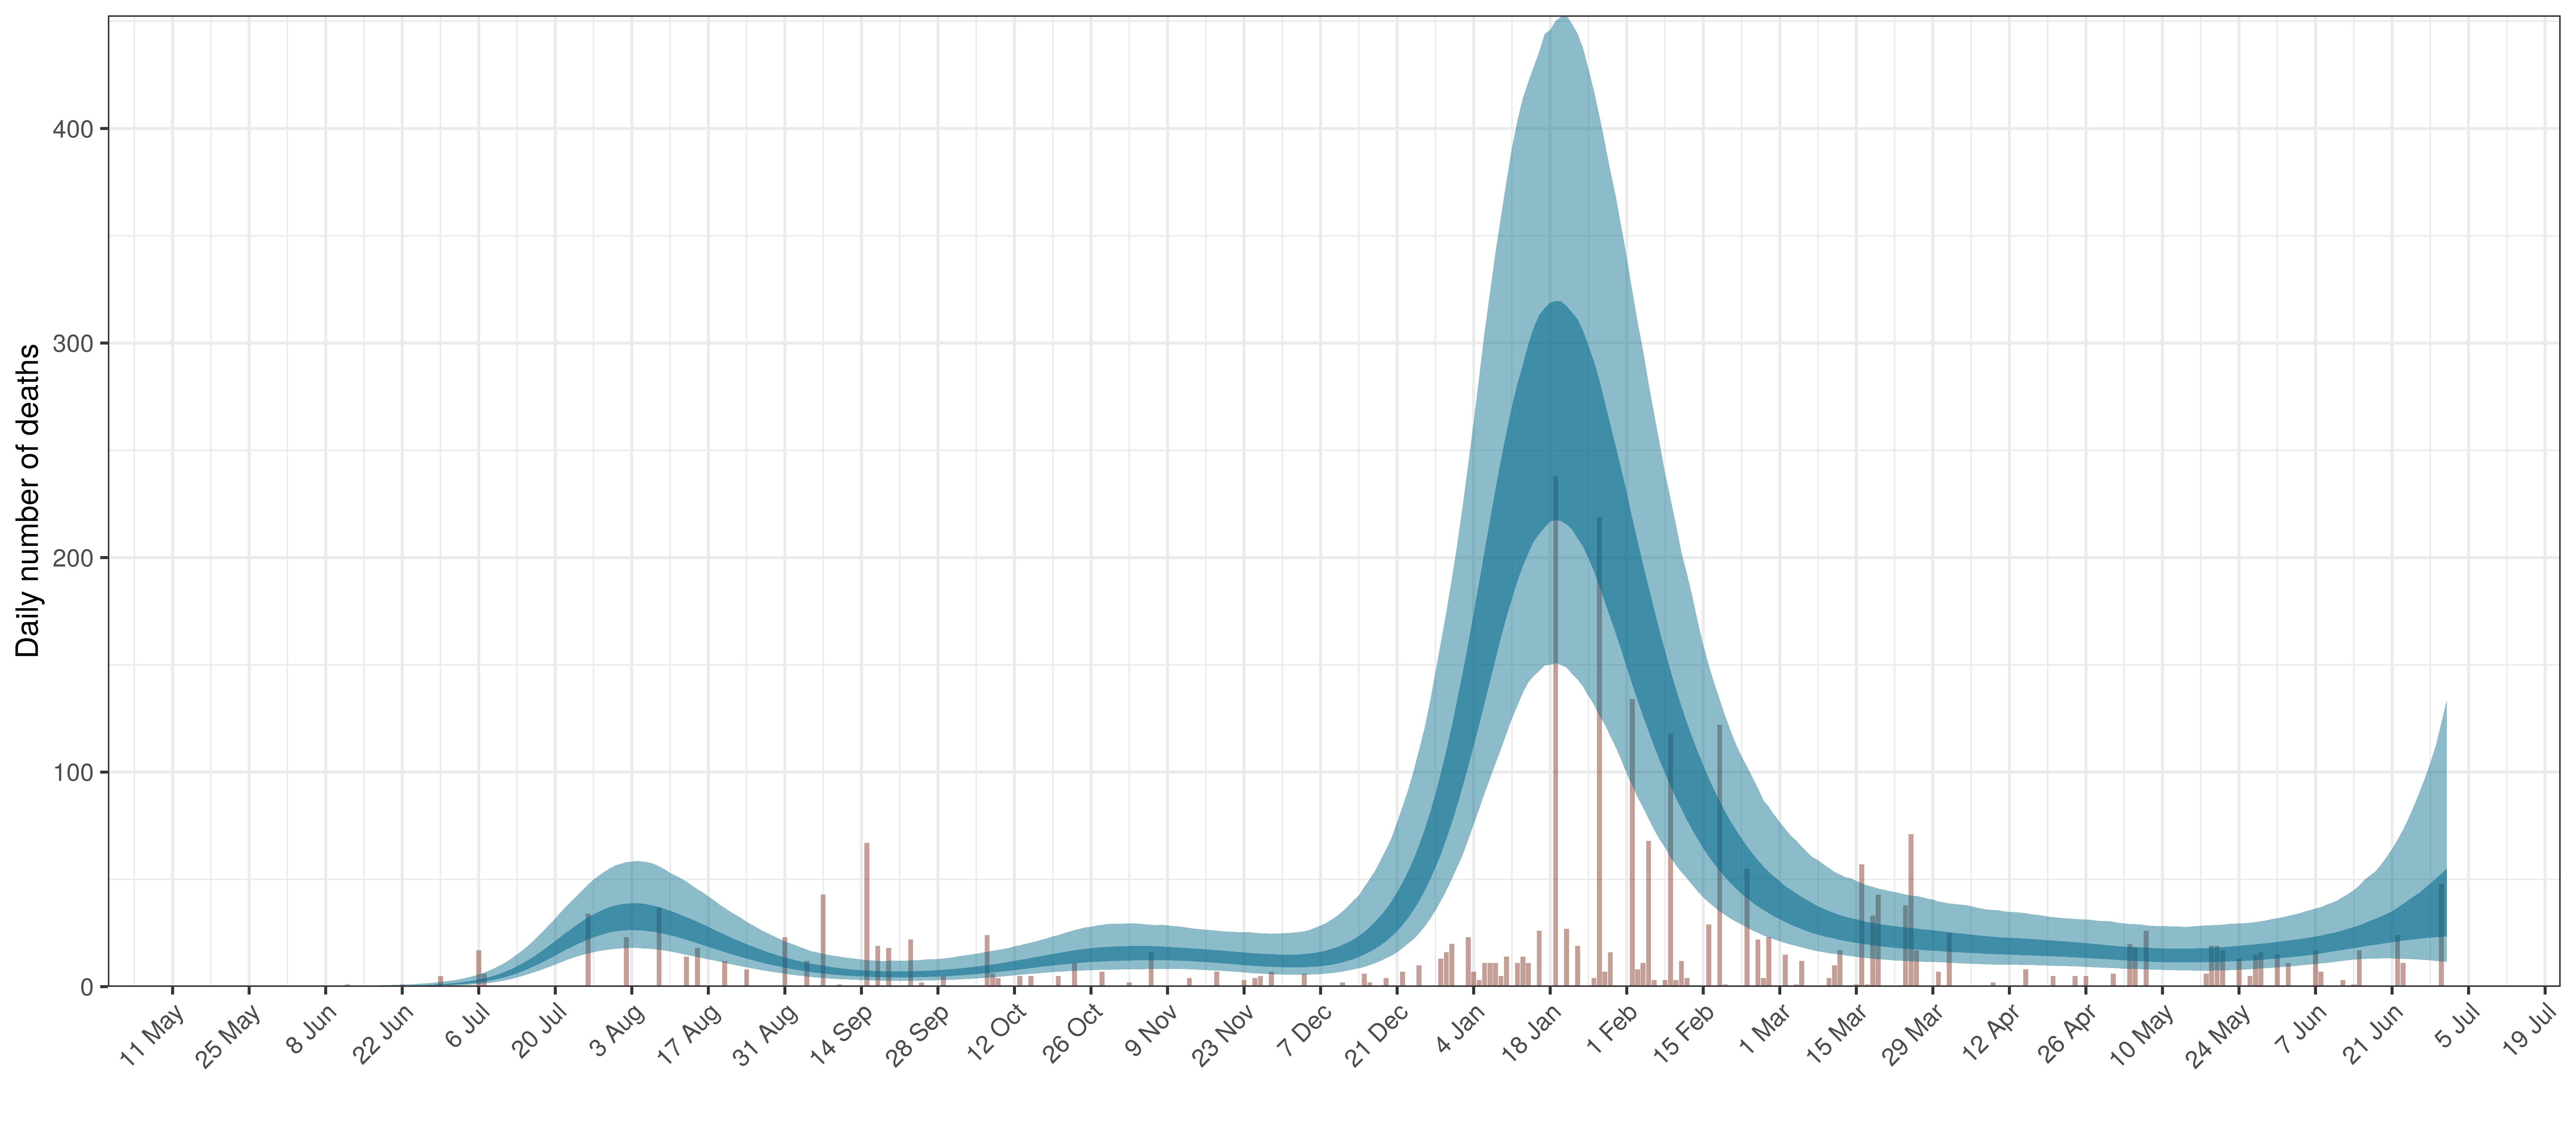 Daily number of deaths
400
300
200
100
0
11 May
25 May
8 Jun
22 Jun
6 Jul
20 Jul
3 Aug
17 Aug
31 Aug
14 Sep
28 Sep
12 Oct
26 Oct
9 Nov
23 Nov
7 Dec
21 Dec
4 Jan
18 Jan
1 Feb
15 Feb
1 Mar
15 Mar
29 Mar
12 Apr
26 Apr
10 May
24 May
7 Jun
21 Jun
5 Jul
19 Jul